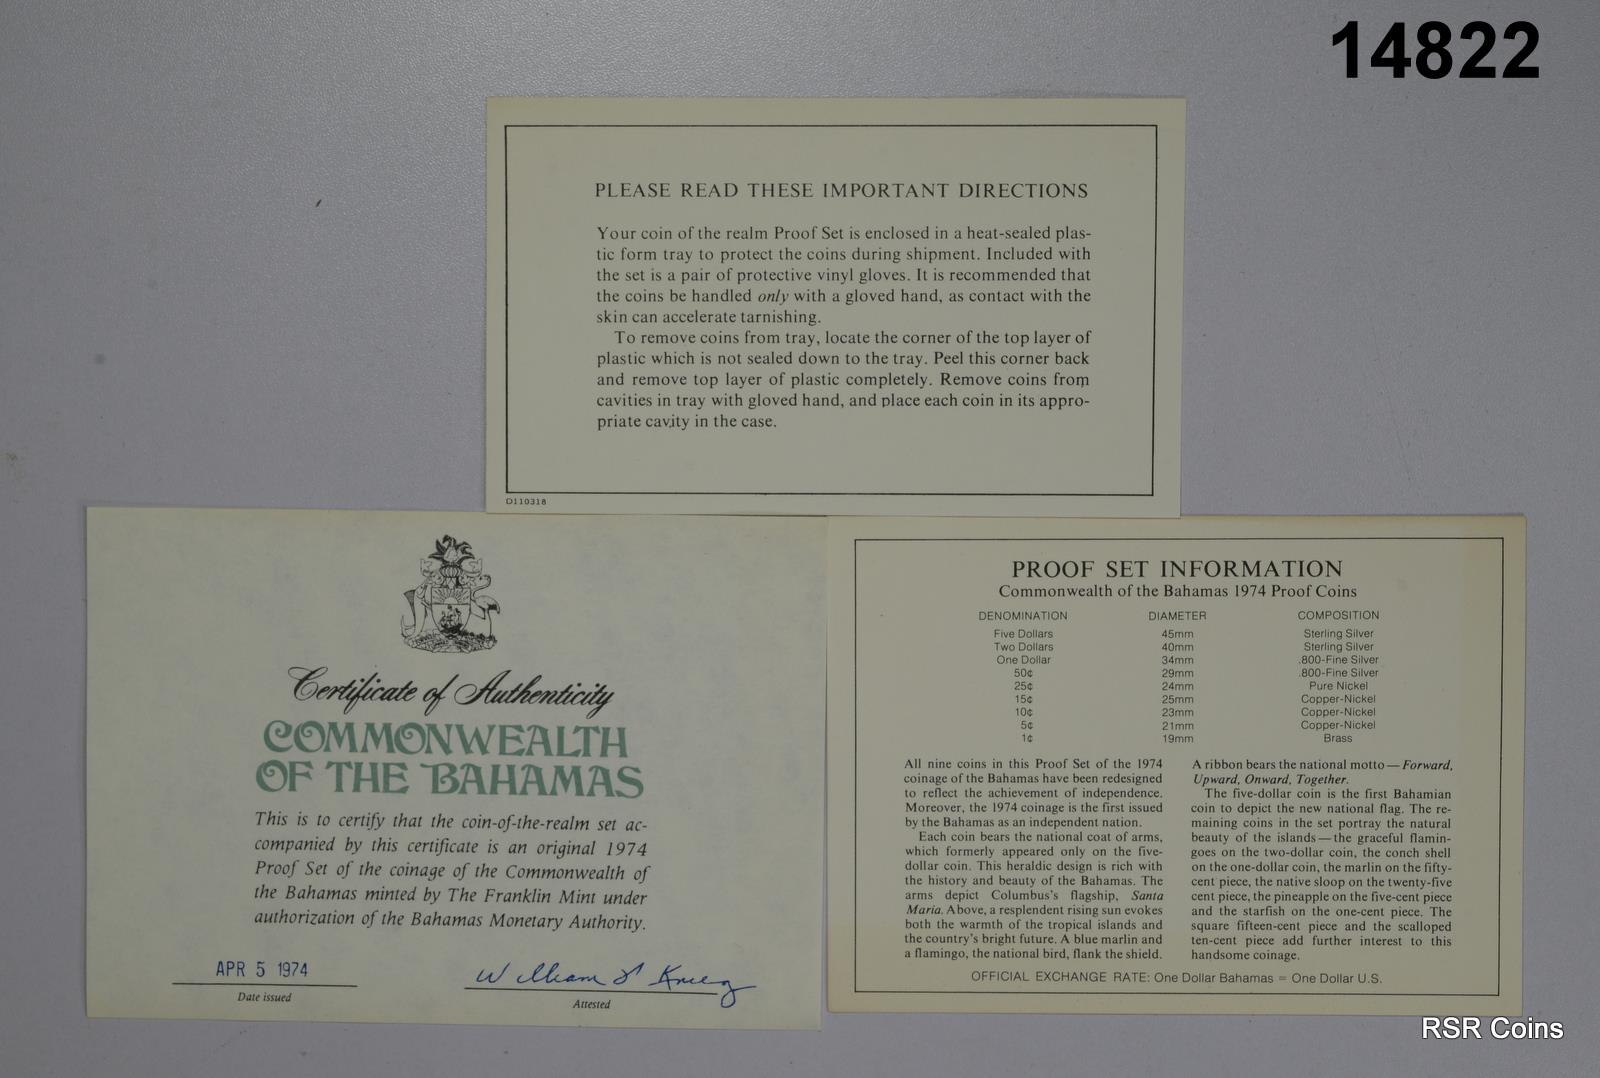 14822
PLEASE READ THESE IMPORTANT DIRECTIONS
Your coin of the realm Proof Set is enclosed in a heat-sealed plas-
tic form tray to protect the coins during shipment. Included with
the set is a pair of protective vinyl gloves. It is recommended that
the coins be handled only with a gloved hand, as contact with the
skin can accelerate tarnishing.
To remove coins from tray, locate the corner of the top layer of
plastic which is not sealed down to the tray. Peel this corner back
and remove top layer of plastic completely. Remove coins from
cavities in tray with gloved hand, and place each coin in its appro-
priate cavity in the case.
D110318
Certificate of Authenticity
COMMONWEALTH
OF THE BAHAMAS
This is to certify that the coin-of-the-realm set ac-
companied by this certificate is an original 1974
Proof Set of the coinage of the Commonwealth of
the Bahamas minted by The Franklin Mint under
authorization of the Bahamas Monetary Authority.
APR 5 1974
Date issued
William
Attested
PROOF SET INFORMATION
Commonwealth of the Bahamas 1974 Proof Coins
DENOMINATION DIAMETER COMPOSITION
Five Dollars 45mm Sterling Silver
Two Dollars 40mm Sterling Silver
One Dollar 34mm .800-Fine Silver
50¢ 29mm .800-Fine Silver
25¢ 24mm Pure Nickel
15¢ 25mm Copper-Nickel
10¢ 23mm Copper-Nickel
5¢ 21mm Copper-Nickel
1¢ 19mm Brass
All nine coins in this Proof Set of the 1974
coinage of the Bahamas have been redesigned
to reflect the achievement of independence.
Moreover, the 1974 coinage is the first issued
by the Bahamas as an independent nation.
Each coin bears the national coat of arms,
which formerly appeared only on the five-
dollar coin. This heraldic design is rich with
the history and beauty of the Bahamas. The
arms depict Columbus's flagship, Santa
Maria. Above, a resplendent rising sun evokes
both the warmth of the tropical islands and
the country's bright future. A blue marlin and
a flamingo, the national bird, flank the shield.
A ribbon bears the national motto—Forward,
Upward, Onward, Together.
The five-dollar coin is the first Bahamian
coin to depict the new national flag. The re-
maining coins in the set portray the natural
beauty of the islands—the graceful flamin-
goes on the two-dollar coin, the conch shell
on the one-dollar coin, the marlin on the fifty-
cent piece, the native sloop on the twenty-five
cent piece, the pineapple on the five-cent piece
and the starfish on the one-cent piece. The
square fifteen-cent piece and the scalloped
ten-cent piece add further interest to this
handsome coinage.
OFFICIAL EXCHANGE RATE: One Dollar Bahamas = One Dollar U.S.
RSR Coins